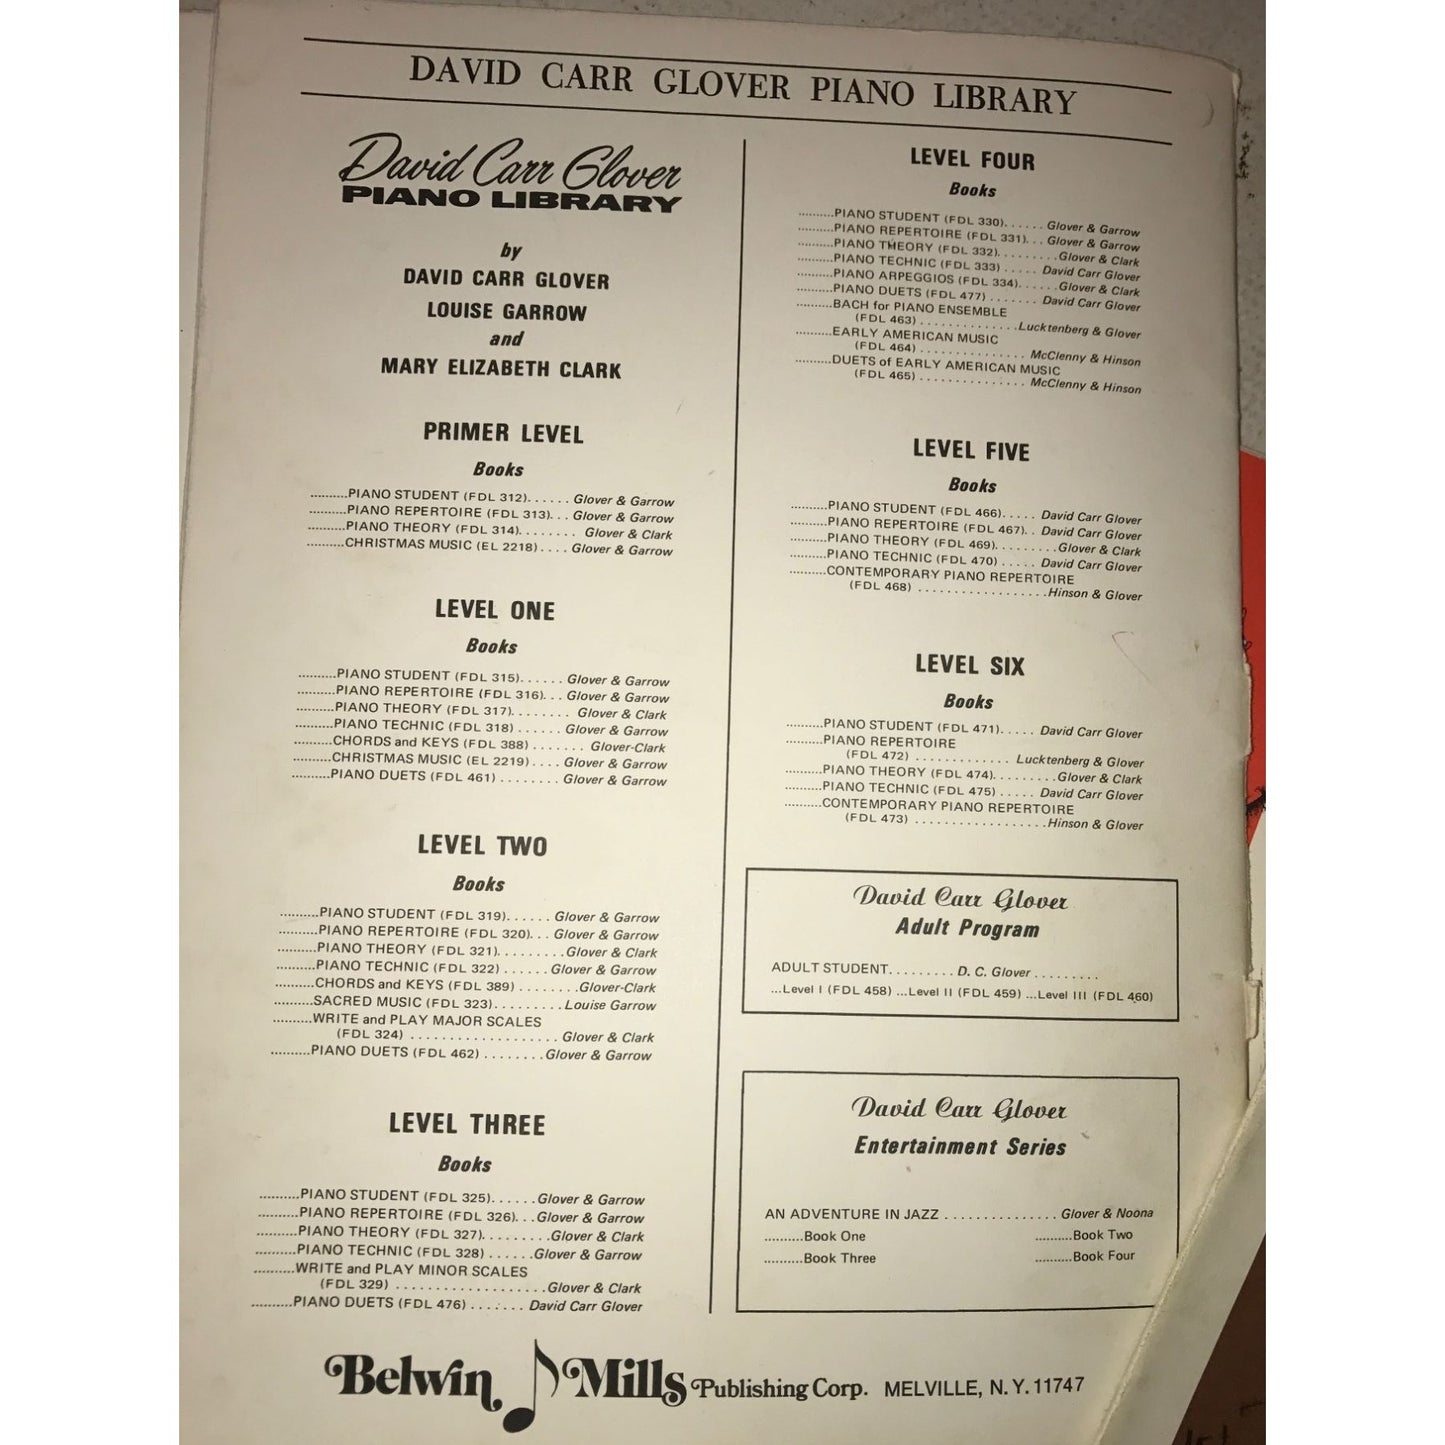 DAVID CARR GLOVER PIANO LIBRARY
David Carr Glover
PIANO LIBRARY
by
DAVID CARR GLOVER
LOUISE GARROW
and
MARY ELIZABETH CLARK
PRIMER LEVEL
Books
..........PIANO STUDENT (FDL 312)...... Glover & Garrow
..........PIANO REPERTOIRE (FDL 313)... Glover & Garrow
..........PIANO THEORY (FDL 314)........ Glover & Clark
..........CHRISTMAS MUSIC (EL 2218).... Glover & Garrow
LEVEL ONE
Books
..........PIANO STUDENT (FDL 315)...... Glover & Garrow
..........PIANO REPERTOIRE (FDL 316)... Glover & Garrow
..........PIANO THEORY (FDL 317)........ Glover & Clark
..........PIANO TECHNIC (FDL 318) ...... Glover & Garrow
..........CHORDS and KEYS (FDL 388) ....... Glover-Clark
..........CHRISTMAS MUSIC (EL 2219).... Glover & Garrow
..........PIANO DUETS (FDL 461) ........ Glover & Garrow
LEVEL TWO
Books
..........PIANO STUDENT (FDL 319)...... Glover & Garrow
..........PIANO REPERTOIRE (FDL 320)... Glover & Garrow
..........PIANO THEORY (FDL 321).........Glover & Clark
..........PIANO TECHNIC (FDL 322) ......Glover & Garrow
..........CHORDS and KEYS (FDL 389) ........Glover-Clark
..........SACRED MUSIC (FDL 323).........Louise Garrow
..........WRITE and PLAY MAJOR SCALES
(FDL 324) ................... Glover & Clark
..........PIANO DUETS (FDL 462) ........Glover & Garrow
LEVEL THREE
Books
..........PIANO STUDENT (FDL 325)......Glover & Garrow
..........PIANO REPERTOIRE (FDL 326)...Glover & Garrow
..........PIANO THEORY (FDL 327).........Glover & Clark
..........PIANO TECHNIC (FDL 328) ......Glover & Garrow
..........WRITE and PLAY MINOR SCALES
(FDL 329) ...................Glover & Clark
..........PIANO DUETS (FDL 476) ....... David Carr Glover
LEVEL FOUR
Books
..........PIANO STUDENT (FDL 330)...... Glover & Garrow
..........PIANO REPERTOIRE (FDL 331)... Glover & Garrow
..........PIANO THEORY (FDL 332).........Glover & Clark
..........PIANO TECHNIC (FDL 333) ..... David Carr Glover
..........PIANO ARPEGGIOS (FDL 334)......Glover & Clark
..........PIANO DUETS (FDL 477) ....... David Carr Glover
..........BACH for PIANO ENSEMBLE
(FDL 463) ..............Lucktenberg & Glover
..........EARLY AMERICAN MUSIC
(FDL 464) ............... McClenny & Hinson
..........DUETS of EARLY AMERICAN MUSIC
(FDL 465) ............... McClenny & Hinson
LEVEL FIVE
Books
..........PIANO STUDENT (FDL 466)..... David Carr Glover
..........PIANO REPERTOIRE (FDL 467).. David Carr Glover
..........PIANO THEORY (FDL 469).........Glover & Clark
..........PIANO TECHNIC (FDL 470) ..... David Carr Glover
..........CONTEMPORARY PIANO REPERTOIRE
(FDL 468) ..................Hinson & Glover
LEVEL SIX
Books
..........PIANO STUDENT (FDL 471)..... David Carr Glover
..........PIANO REPERTOIRE
(FDL 472) ............. Lucktenberg & Glover
..........PIANO THEORY (FDL 474).........Glover & Clark
..........PIANO TECHNIC (FDL 475) ..... David Carr Glover
..........CONTEMPORARY PIANO REPERTOIRE
(FDL 473) ..................Hinson & Glover
David Carr Glover
Adult Program
ADULT STUDENT......... D. C. Glover .........
...Level I (FDL 458) ...Level II (FDL 459) ...Level III (FDL 460)
David Carr Glover
Entertainment Series
AN ADVENTURE IN JAZZ ................ Glover & Noona
..........Book One ..........Book Two
..........Book Three ..........Book Four
Belwin Mills Publishing Corp. MELVILLE, N.Y. 11747